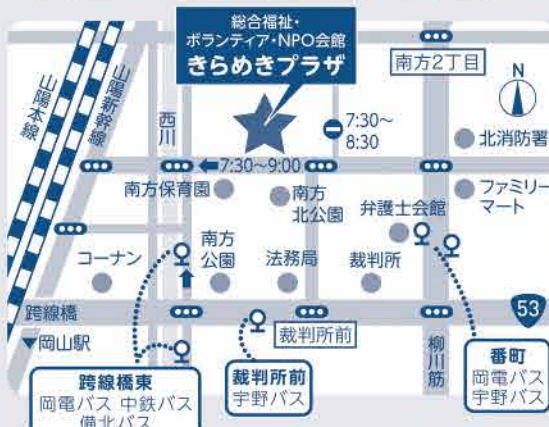 総合福祉・
ボランティア・NPO会館
きらめきプラザ
南方2丁目
N
山陽本線
山陽新幹線
西川
7:30～
8:30
北消防署
7:30～9:00
南方保育園
南方
北公園
ファミリー
マート
弁護士会館
コーナン
南方
公園
法務局
裁判所
跨線橋
53
岡山駅
裁判所前
柳川筋
跨線橋東
岡電バス 中鉄バス
備北バス
裁判所前
宇野バス
番町
岡電バス
宇野バス